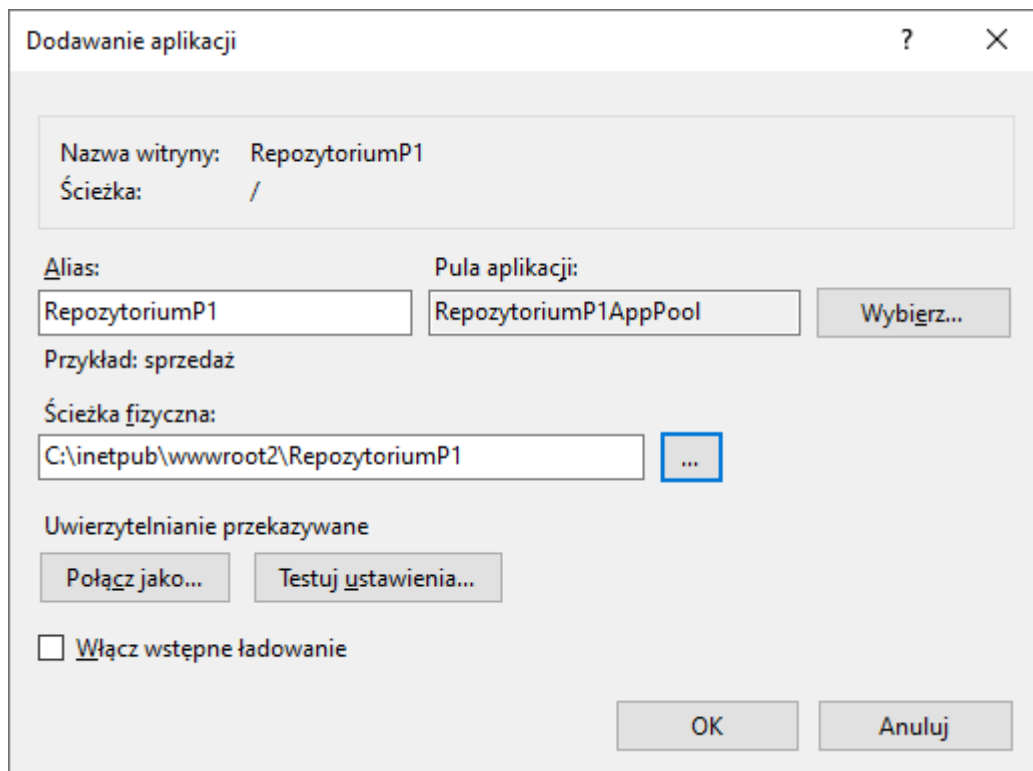 Dodawanie aplikacji ?
Nazwa witryny: RepozytoriumP1
Ścieżka: /
Alias: Pula aplikacji:
RepozytoriumP1 RepozytoriumP1AppPool Wybierz...
Przykład: sprzedaż
Ścieżka fizyczna:
C:\inetpub\wwwroot2\RepozytoriumP1 ...
Uwierzytelnianie przekazywane
Połącz jako... Testuj ustawienia...
Włącz wstępne ładowanie
OK Anuluj